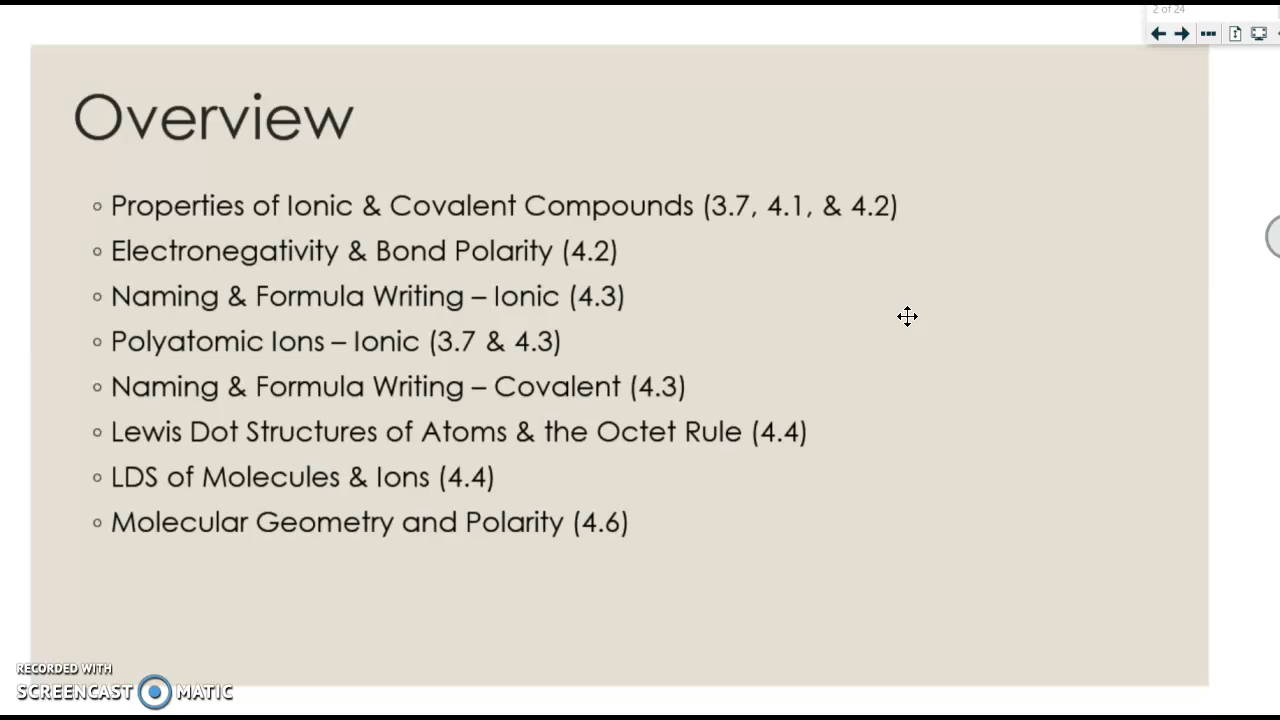 2 of 24
Overview
◦ Properties of Ionic & Covalent Compounds (3.7, 4.1, & 4.2)
◦ Electronegativity & Bond Polarity (4.2)
◦ Naming & Formula Writing – Ionic (4.3)
◦ Polyatomic Ions – Ionic (3.7 & 4.3)
◦ Naming & Formula Writing – Covalent (4.3)
◦ Lewis Dot Structures of Atoms & the Octet Rule (4.4)
◦ LDS of Molecules & Ions (4.4)
◦ Molecular Geometry and Polarity (4.6)
RECORDED WITH
SCREENCAST MATIC